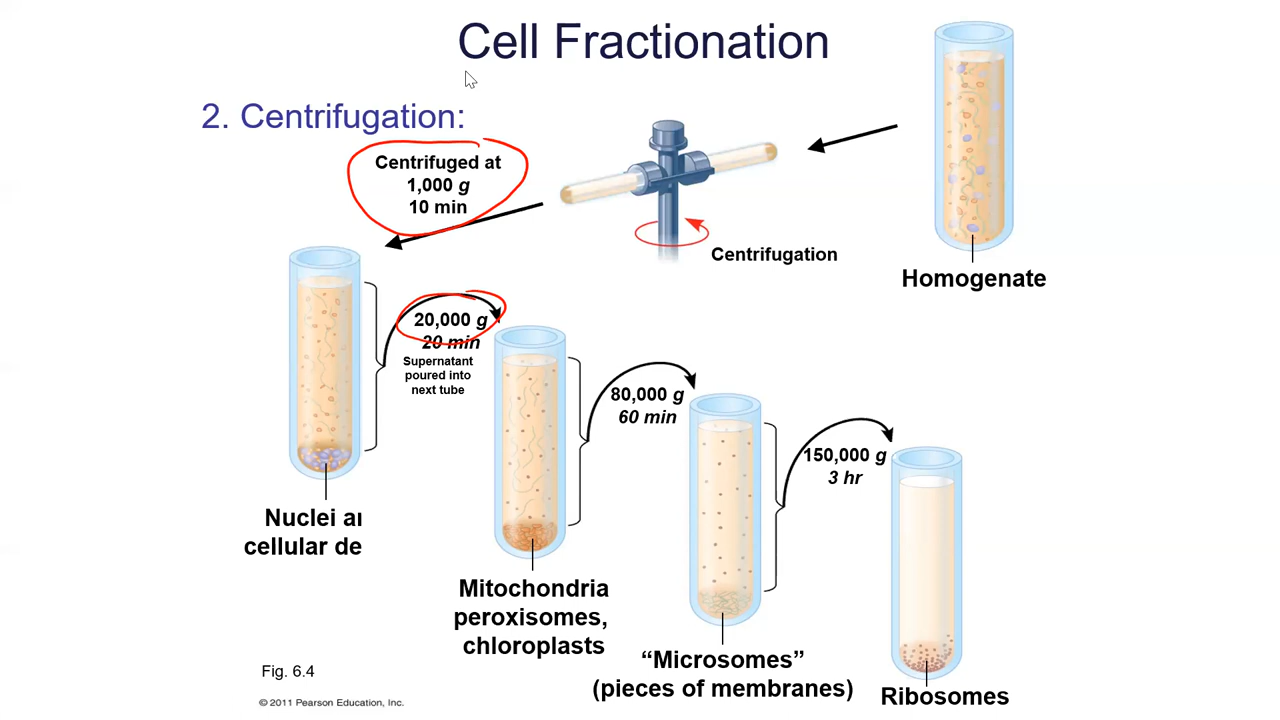 Cell Fractionation
2. Centrifugation:
Centrifuged at
1,000 g
10 min
Centrifugation
Homogenate
20,000 g
20 min
Supernatant
poured into
next tube
80,000 g
60 min
150,000 g
3 hr
Nuclei ar
cellular de
Mitochondria
peroxisomes,
chloroplasts
“Microsomes”
(pieces of membranes)
Ribosomes
Fig. 6.4
© 2011 Pearson Education, Inc.